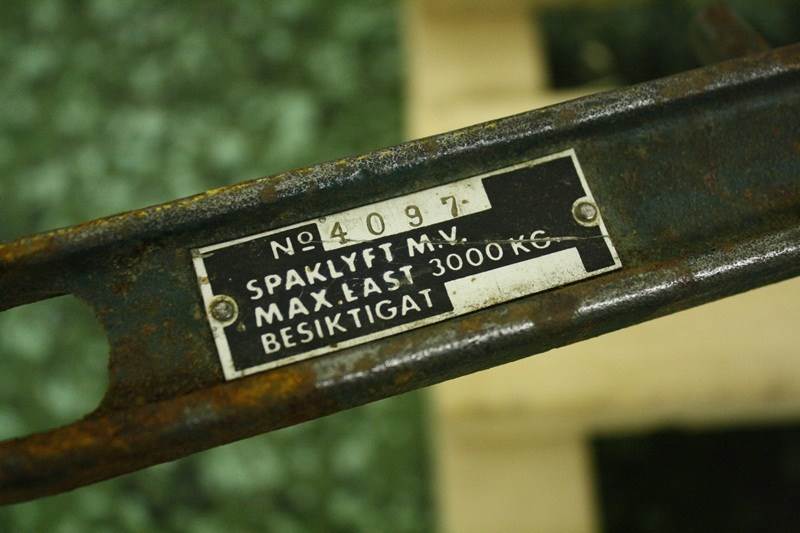 Nº 4097
SPAKLYFT M.V.
MAX.LAST 3000 KG.
BESIKTIGAT